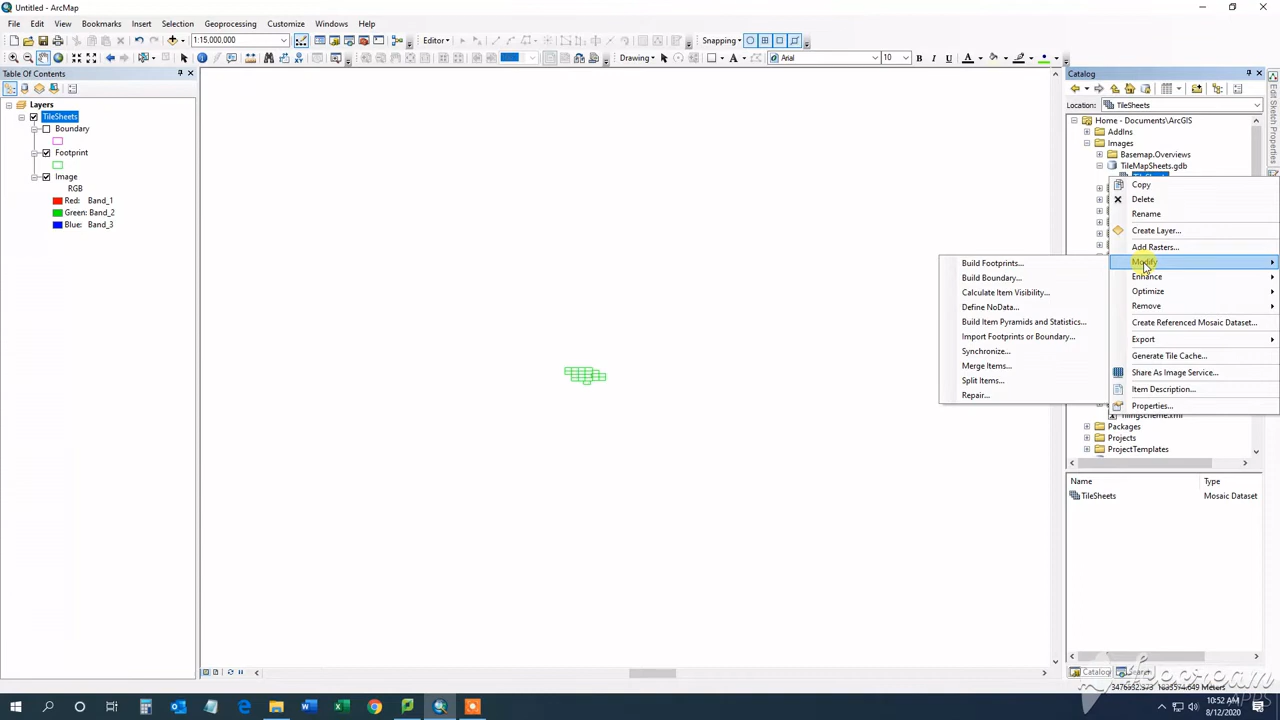 Untitled - ArcMap
File Edit View Bookmarks Insert Selection Geoprocessing Customize Windows Help
1:15,000,000 Editor Snapping
Drawing A Arial 10 B I U A
Table Of Contents
Layers
TileSheets
Boundary
Footprint
Image
RGB
Red: Band_1
Green: Band_2
Blue: Band_3
Catalog
Location: TileSheets
Home - Documents\ArcGIS
AddIns
Images
Basemap.Overviews
TileMapSheets.gdb
Copy
Delete
Rename
Create Layer...
Add Rasters...
Modify
Enhance
Optimize
Remove
Create Referenced Mosaic Dataset...
Export
Generate Tile Cache...
Share As Image Service...
Item Description...
Properties...
Build Footprints...
Build Boundary...
Calculate Item Visibility...
Define NoData...
Build Item Pyramids and Statistics...
Import Footprints or Boundary...
Synchronize...
Merge Items...
Split Items...
Repair...
Packages
Projects
ProjectTemplates
Name Type
TileSheets Mosaic Dataset
Catalog Search
Edit Sketch Properties
Meters
10:52 AM
8/12/2020